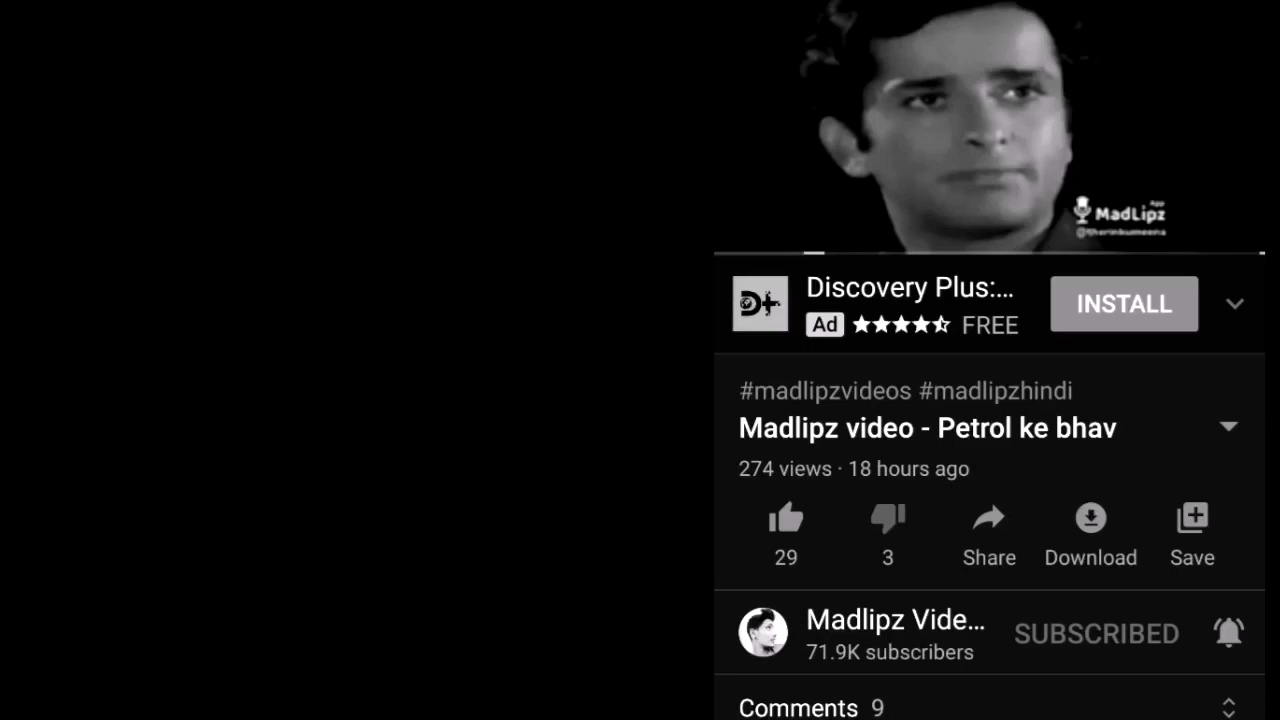 App
MadLipz
D+
Discovery Plus:...
Ad
FREE
INSTALL
#madlipzvideos #madlipzhindi
Madlipz video - Petrol ke bhav
274 views · 18 hours ago
29
3
Share
Download
Save
Madlipz Vide...
71.9K subscribers
SUBSCRIBED
Comments 9